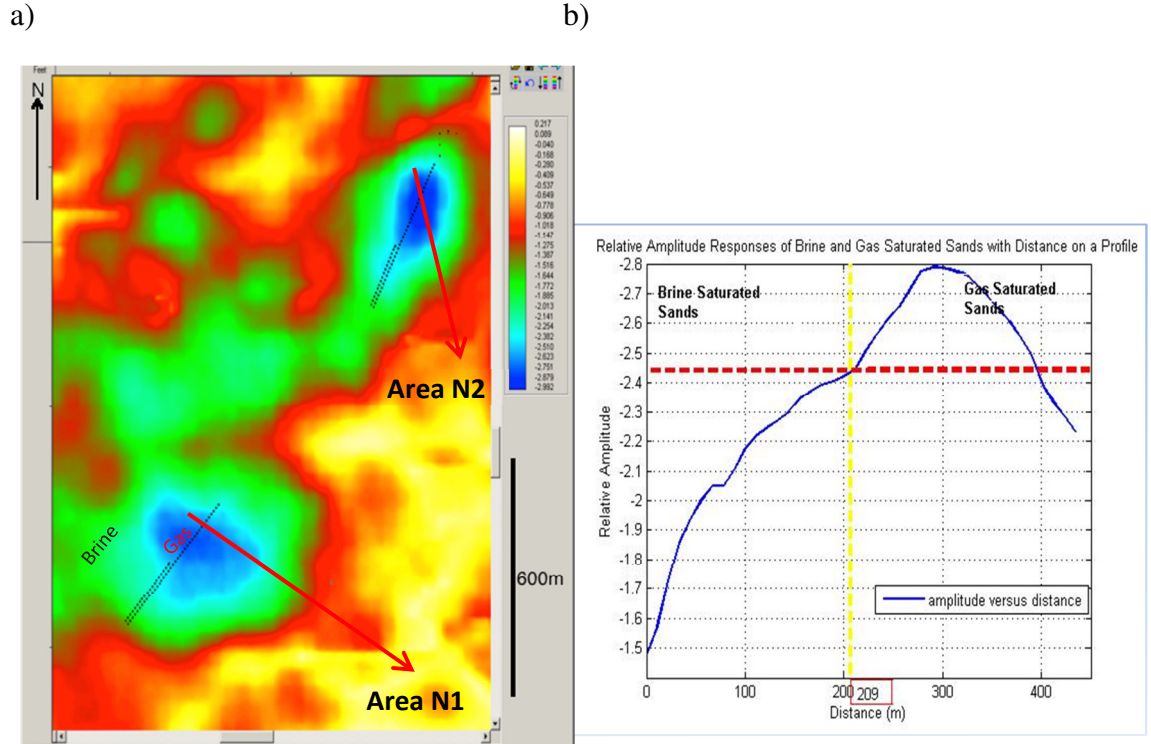 a)
b)
Feet
N
0.217
0.089
-0.040
-0.168
-0.280
-0.409
-0.537
-0.649
-0.778
-0.906
-1.018
-1.147
-1.275
-1.387
-1.516
-1.644
-1.772
-1.885
-2.013
-2.141
-2.254
-2.382
-2.510
-2.623
-2.751
-2.879
-2.992
Area N2
Brine
Gas
600m
Area N1
Relative Amplitude Responses of Brine and Gas Saturated Sands with Distance on a Profile
-2.8
-2.7
-2.6
-2.5
-2.4
-2.3
-2.2
-2.1
-2
-1.9
-1.8
-1.7
-1.6
-1.5
Relative Amplitude
Brine Saturated
Sands
Gas Saturated
Sands
amplitude versus distance
0 100 200 209 300 400
Distance (m)